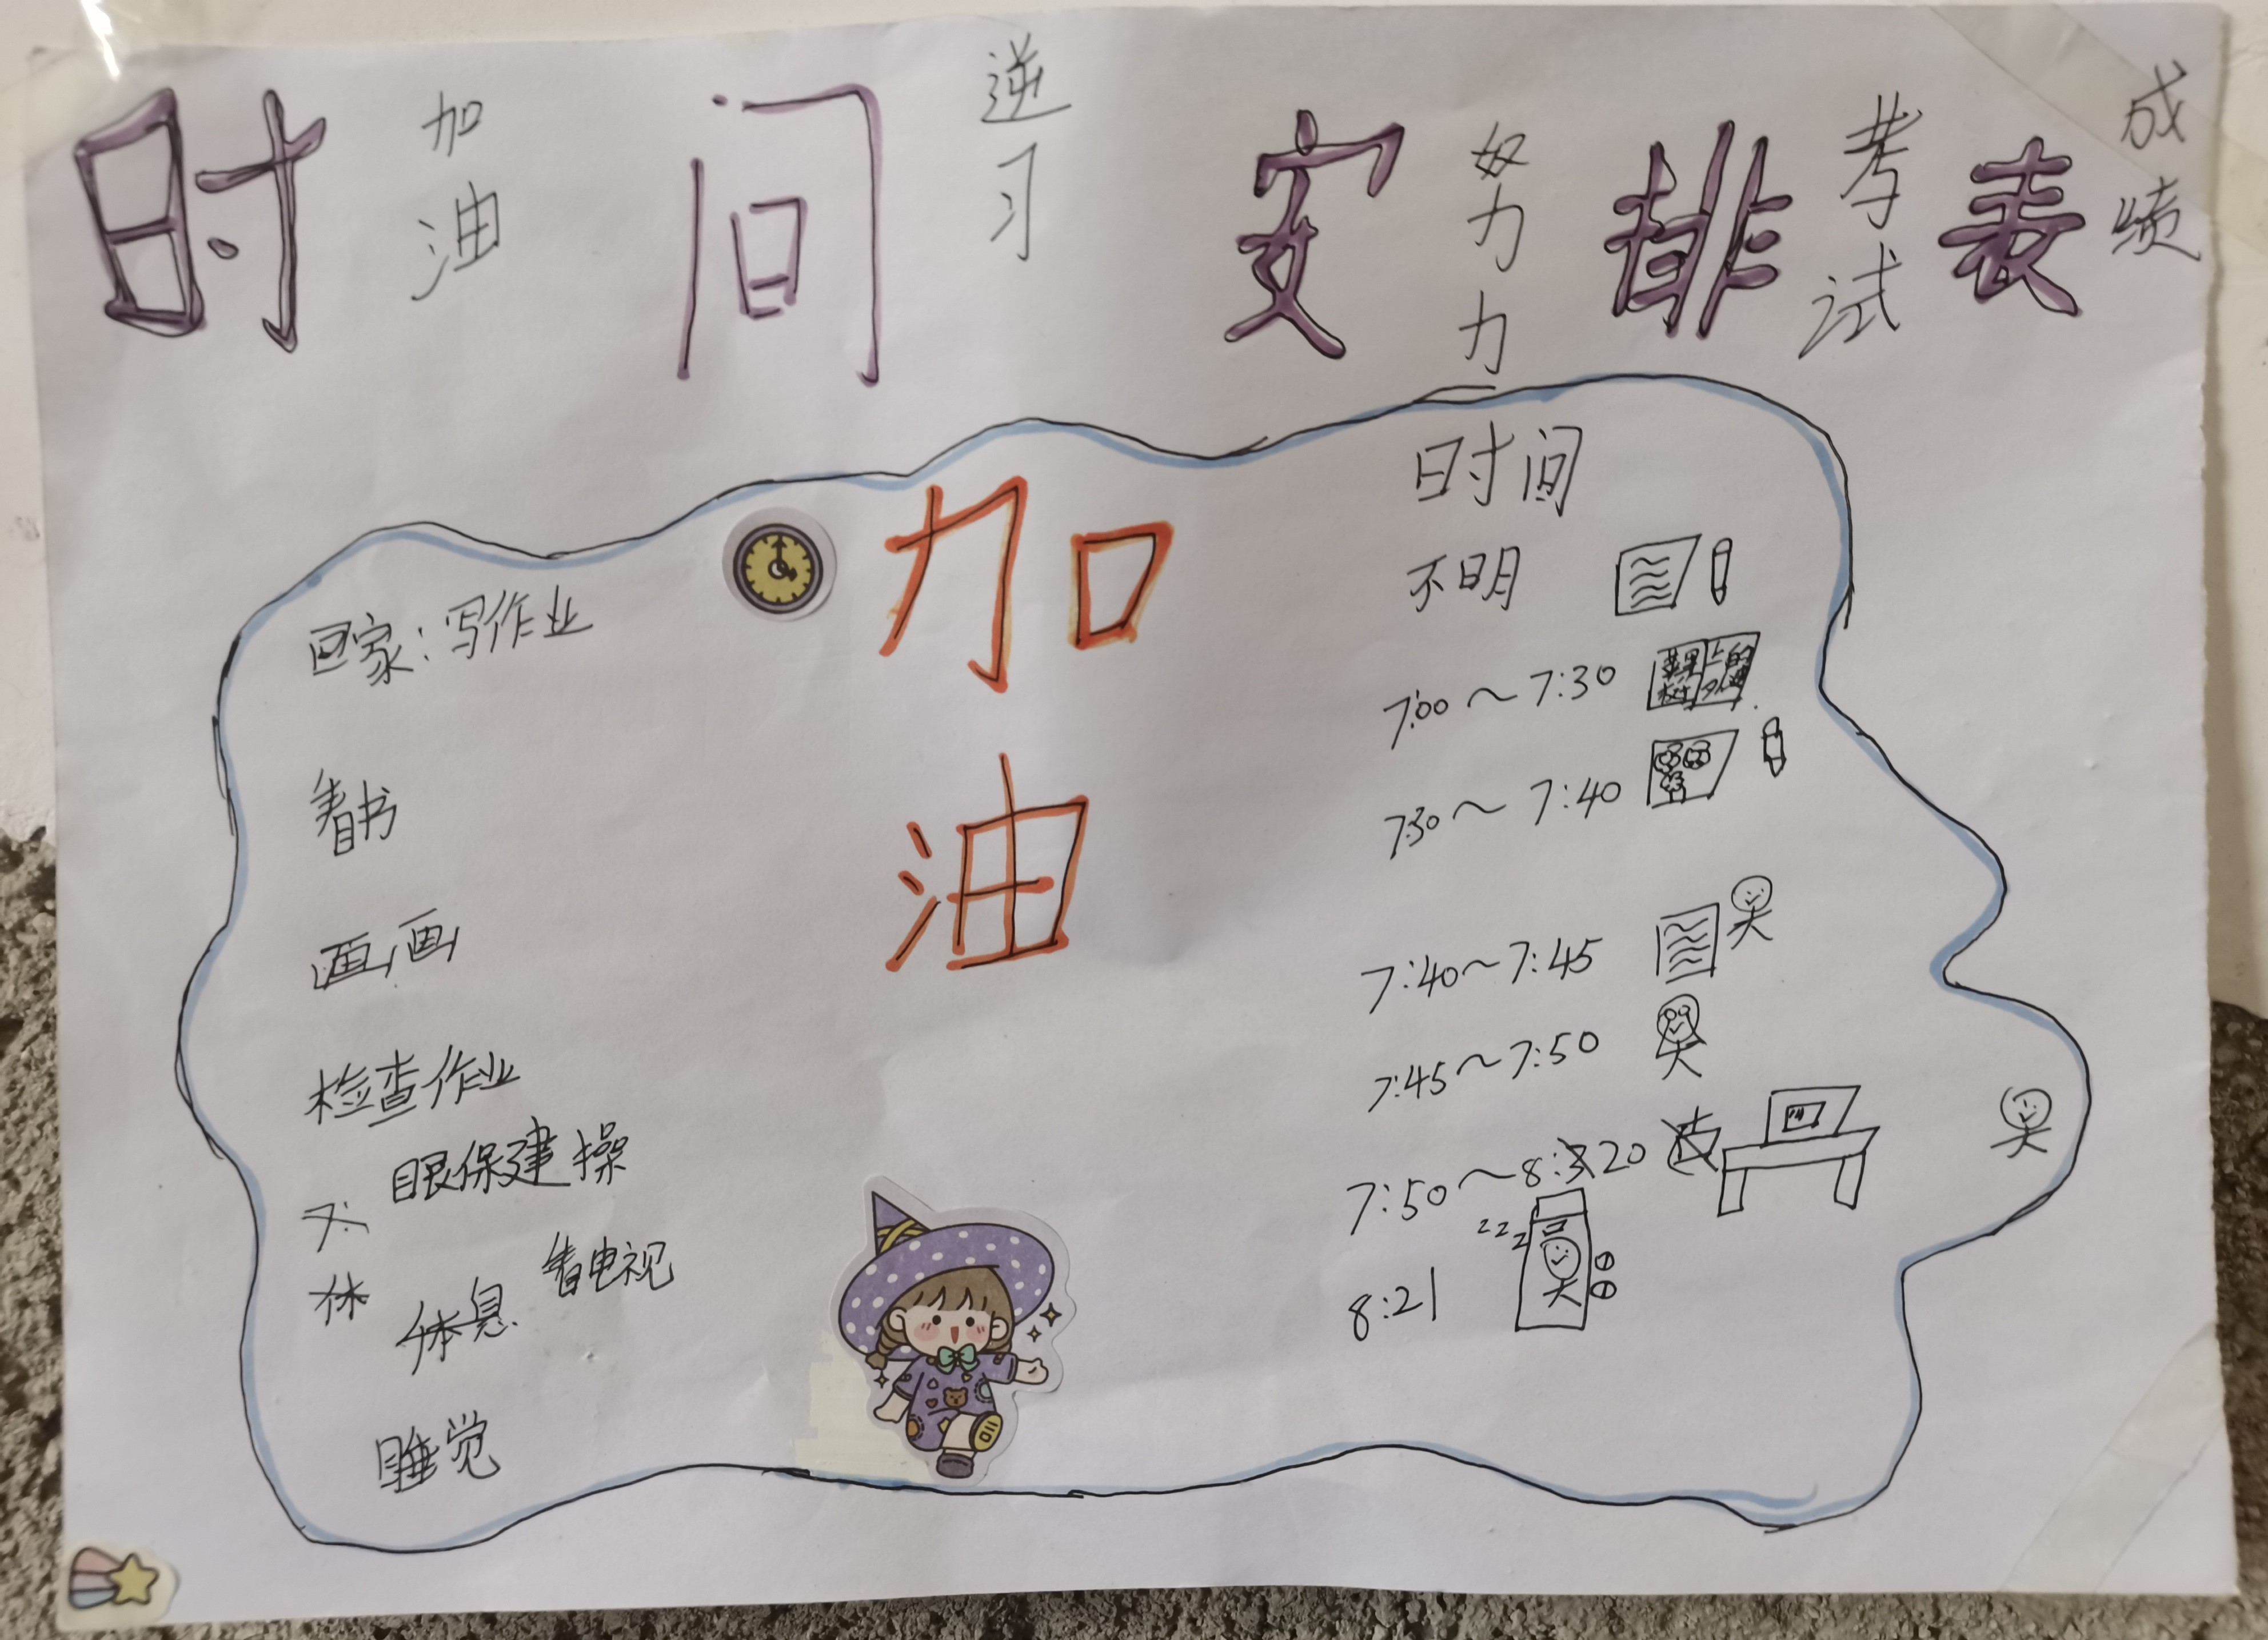 时间安排表
加油
逆习
努力力
考试
成绩
加油
时间
回家：写作业
不明
看书
7:00～7:30
画画
7:30～7:40
检查作业
7:40～7:45
眼保建操
7:45～7:50
休息
看电视
7:50～8:20
睡觉
8:21
zzz